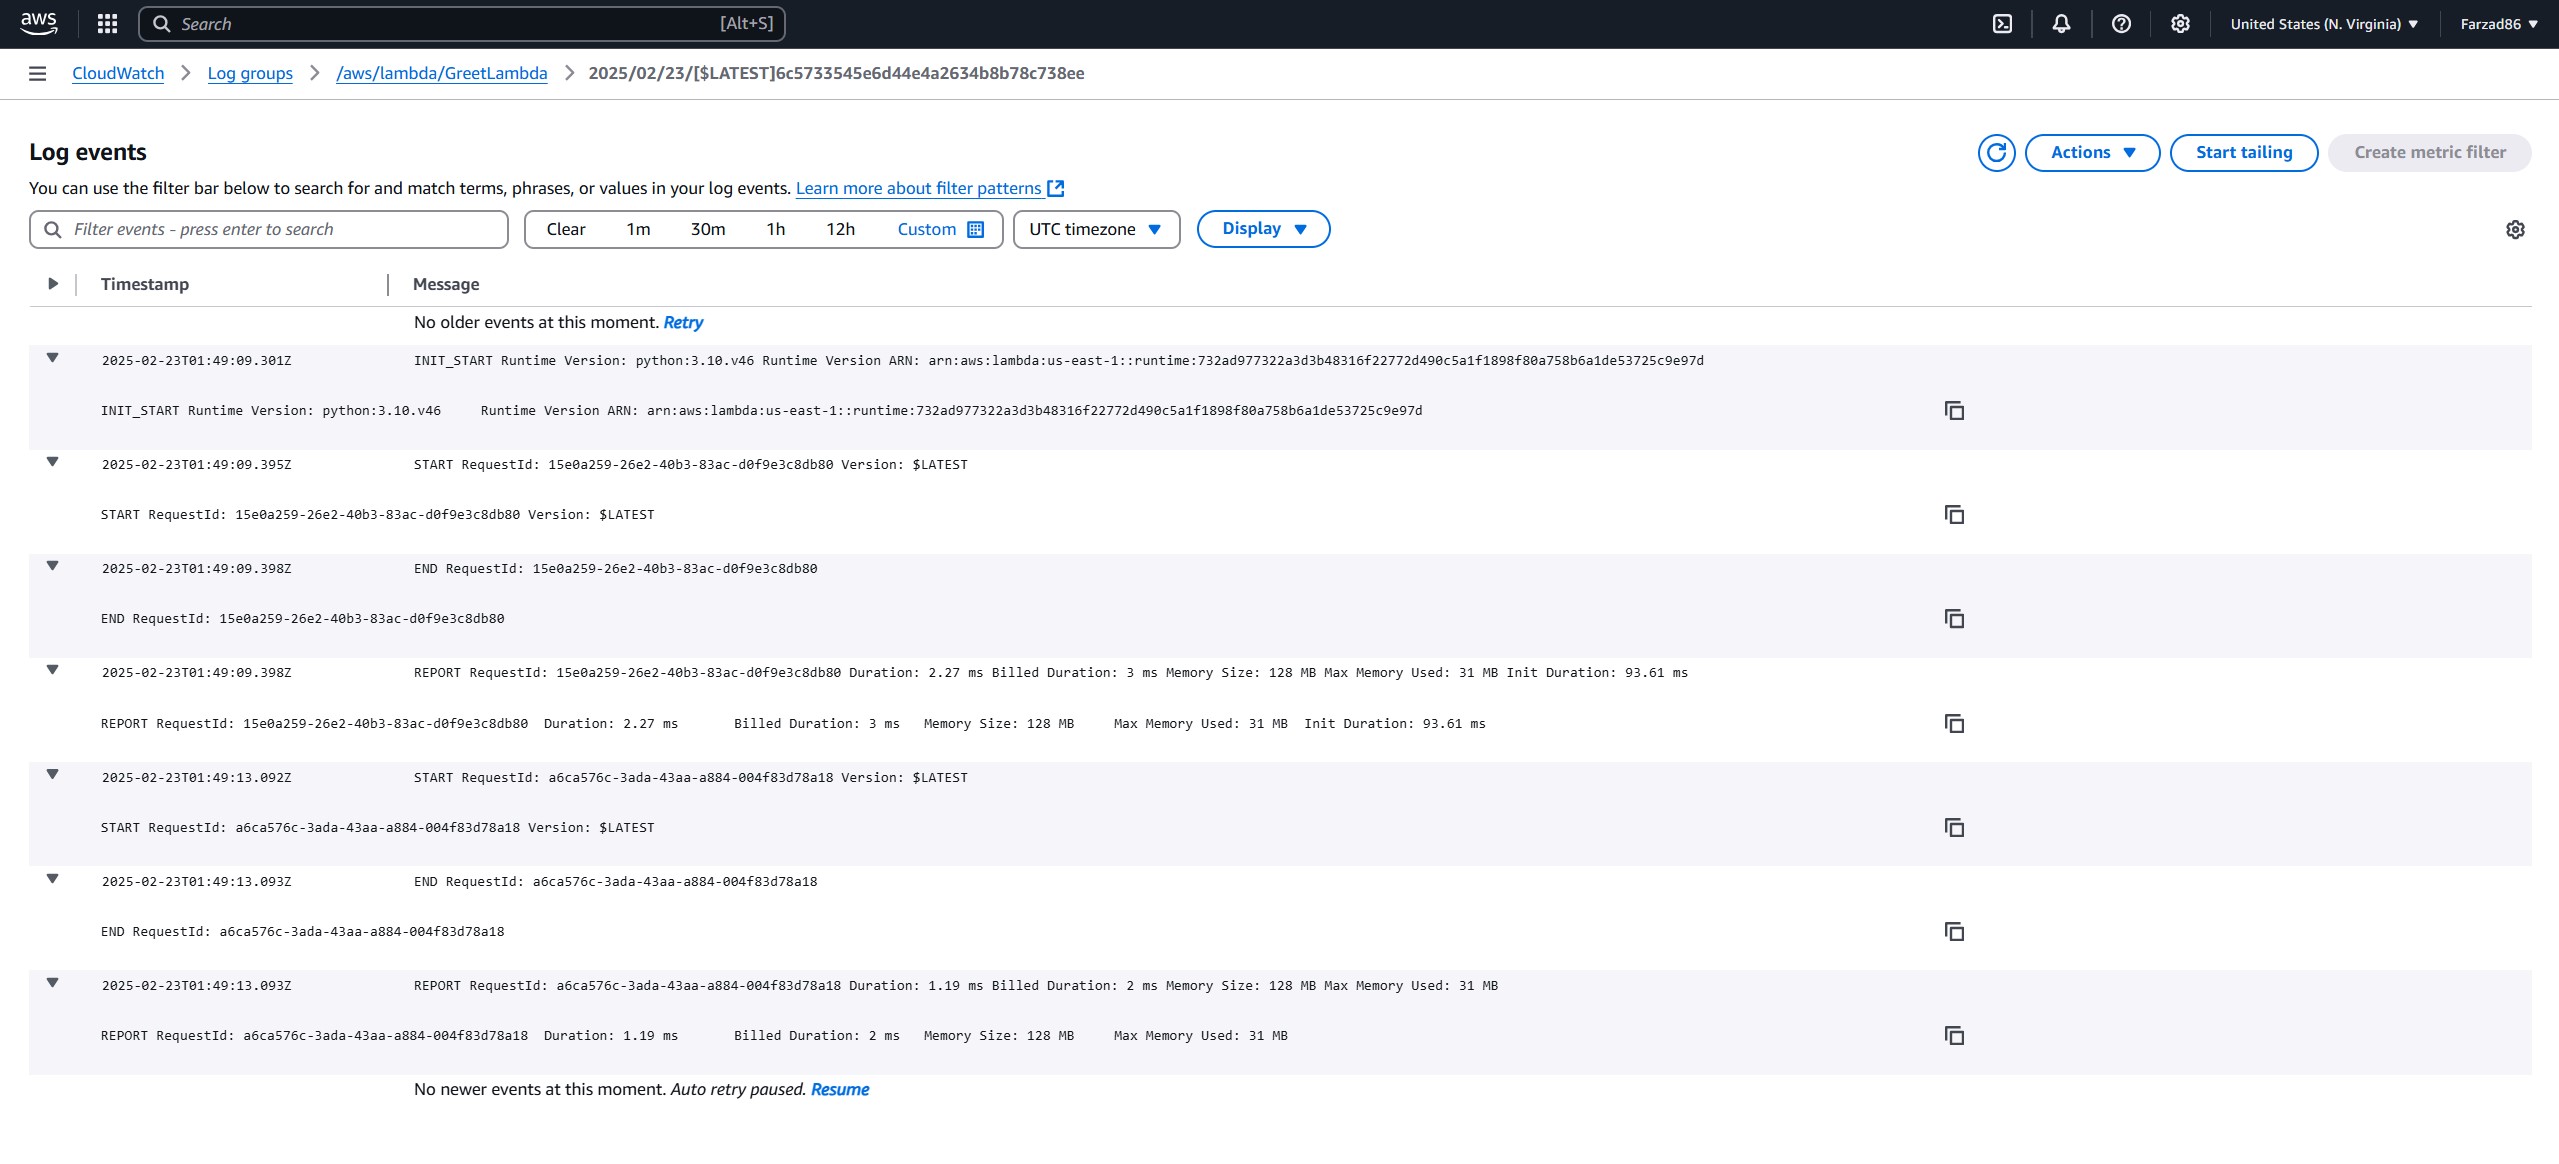 aws
Search [Alt+S] United States (N. Virginia) Farzad86
CloudWatch Log groups /aws/lambda/GreetLambda 2025/02/23/[$LATEST]6c5733545e6d44e4a2634b8b78c738ee
Log events
Actions Start tailing Create metric filter
You can use the filter bar below to search for and match terms, phrases, or values in your log events. Learn more about filter patterns
Filter events - press enter to search Clear 1m 30m 1h 12h Custom UTC timezone Display
Timestamp Message
No older events at this moment. Retry
2025-02-23T01:49:09.301Z INIT_START Runtime Version: python:3.10.v46 Runtime Version ARN: arn:aws:lambda:us-east-1::runtime:732ad977322a3d3b48316f22772d490c5a1f1898f80a758b6a1de53725c9e97d
INIT_START Runtime Version: python:3.10.v46 Runtime Version ARN: arn:aws:lambda:us-east-1::runtime:732ad977322a3d3b48316f22772d490c5a1f1898f80a758b6a1de53725c9e97d
2025-02-23T01:49:09.395Z START RequestId: 15e0a259-26e2-40b3-83ac-d0f9e3c8db80 Version: $LATEST
START RequestId: 15e0a259-26e2-40b3-83ac-d0f9e3c8db80 Version: $LATEST
2025-02-23T01:49:09.398Z END RequestId: 15e0a259-26e2-40b3-83ac-d0f9e3c8db80
END RequestId: 15e0a259-26e2-40b3-83ac-d0f9e3c8db80
2025-02-23T01:49:09.398Z REPORT RequestId: 15e0a259-26e2-40b3-83ac-d0f9e3c8db80 Duration: 2.27 ms Billed Duration: 3 ms Memory Size: 128 MB Max Memory Used: 31 MB Init Duration: 93.61 ms
REPORT RequestId: 15e0a259-26e2-40b3-83ac-d0f9e3c8db80 Duration: 2.27 ms Billed Duration: 3 ms Memory Size: 128 MB Max Memory Used: 31 MB Init Duration: 93.61 ms
2025-02-23T01:49:13.092Z START RequestId: a6ca576c-3ada-43aa-a884-004f83d78a18 Version: $LATEST
START RequestId: a6ca576c-3ada-43aa-a884-004f83d78a18 Version: $LATEST
2025-02-23T01:49:13.093Z END RequestId: a6ca576c-3ada-43aa-a884-004f83d78a18
END RequestId: a6ca576c-3ada-43aa-a884-004f83d78a18
2025-02-23T01:49:13.093Z REPORT RequestId: a6ca576c-3ada-43aa-a884-004f83d78a18 Duration: 1.19 ms Billed Duration: 2 ms Memory Size: 128 MB Max Memory Used: 31 MB
REPORT RequestId: a6ca576c-3ada-43aa-a884-004f83d78a18 Duration: 1.19 ms Billed Duration: 2 ms Memory Size: 128 MB Max Memory Used: 31 MB
No newer events at this moment. Auto retry paused. Resume